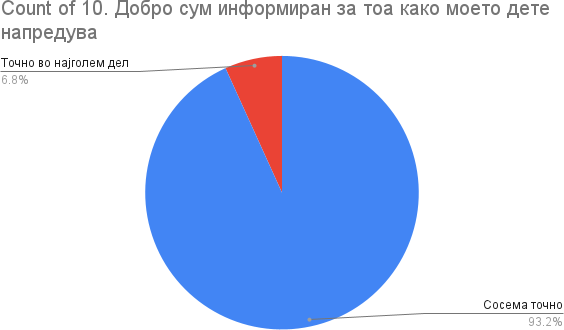 Count of 10. Добро сум информиран за тоа како моето дете
напредува
Точно во најголем дел
6.8%
Сосема точно
93.2%